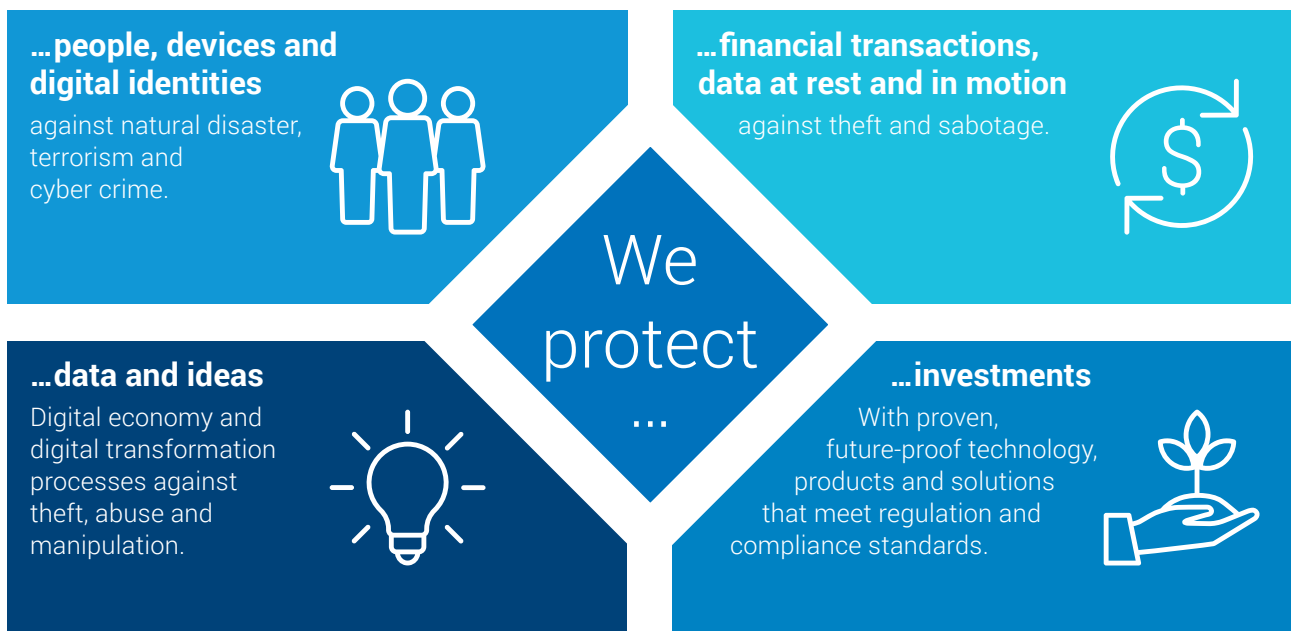 ...people, devices and
digital identities
against natural disaster,
terrorism and
cyber crime.
...financial transactions,
data at rest and in motion
against theft and sabotage.
We
protect
...
...data and ideas
Digital economy and
digital transformation
processes against
theft, abuse and
manipulation.
...investments
With proven,
future-proof technology,
products and solutions
that meet regulation and
compliance standards.
$